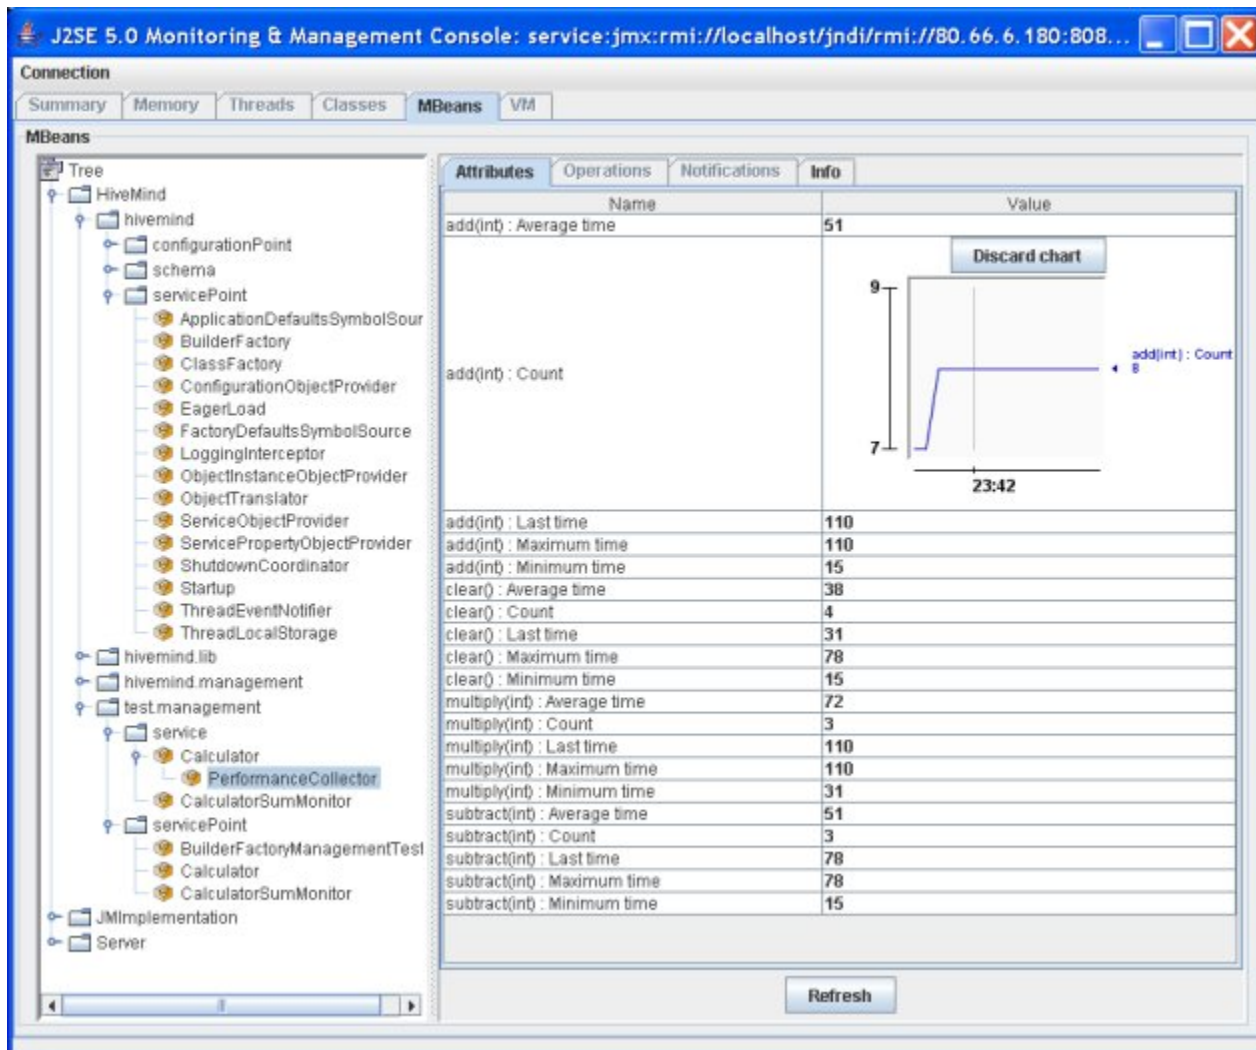 J2SE 5.0 Monitoring & Management Console: service:jmx:rmi://localhost/jndi/rmi://80.66.6.180:808...
Connection
Summary Memory Threads Classes MBeans VM
MBeans
Tree
HiveMind
hivemind
configurationPoint
schema
servicePoint
ApplicationDefaultsSymbolSour
BuilderFactory
ClassFactory
ConfigurationObjectProvider
EagerLoad
FactoryDefaultsSymbolSource
LoggingInterceptor
ObjectInstanceObjectProvider
ObjectTranslator
ServiceObjectProvider
ServicePropertyObjectProvider
ShutdownCoordinator
Startup
ThreadEventNotifier
ThreadLocalStorage
hivemind.lib
hivemind.management
test.management
service
Calculator
PerformanceCollector
CalculatorSumMonitor
servicePoint
BuilderFactoryManagementTest
Calculator
CalculatorSumMonitor
JMImplementation
Server
Attributes Operations Notifications Info
Name Value
add(int) : Average time 51
add(int) : Count
Discard chart
9
7
23:42
add(int) : Count
8
add(int) : Last time 110
add(int) : Maximum time 110
add(int) : Minimum time 15
clear() : Average time 38
clear() : Count 4
clear() : Last time 31
clear() : Maximum time 78
clear() : Minimum time 15
multiply(int) : Average time 72
multiply(int) : Count 3
multiply(int) : Last time 110
multiply(int) : Maximum time 110
multiply(int) : Minimum time 31
subtract(int) : Average time 51
subtract(int) : Count 3
subtract(int) : Last time 78
subtract(int) : Maximum time 78
subtract(int) : Minimum time 15
Refresh